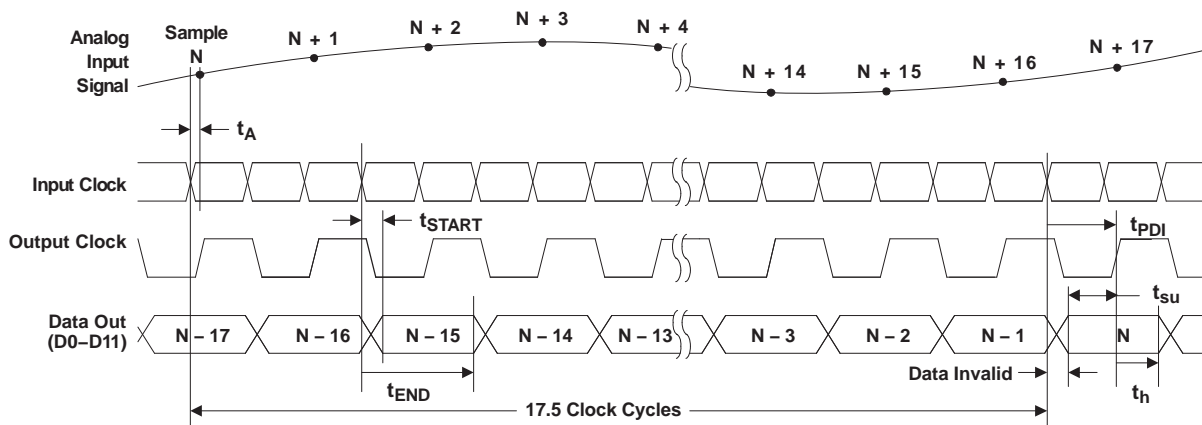 Analog
Input
Signal
Sample
N
N + 1
N + 2
N + 3
N + 4
N + 14
N + 15
N + 16
N + 17
tA
Input Clock
tSTART
tPDI
Output Clock
tsu
Data Out
(D0–D11)
N – 17
N – 16
N – 15
N – 14
N – 13
N – 3
N – 2
N – 1
N
tEND
Data Invalid
th
17.5 Clock Cycles